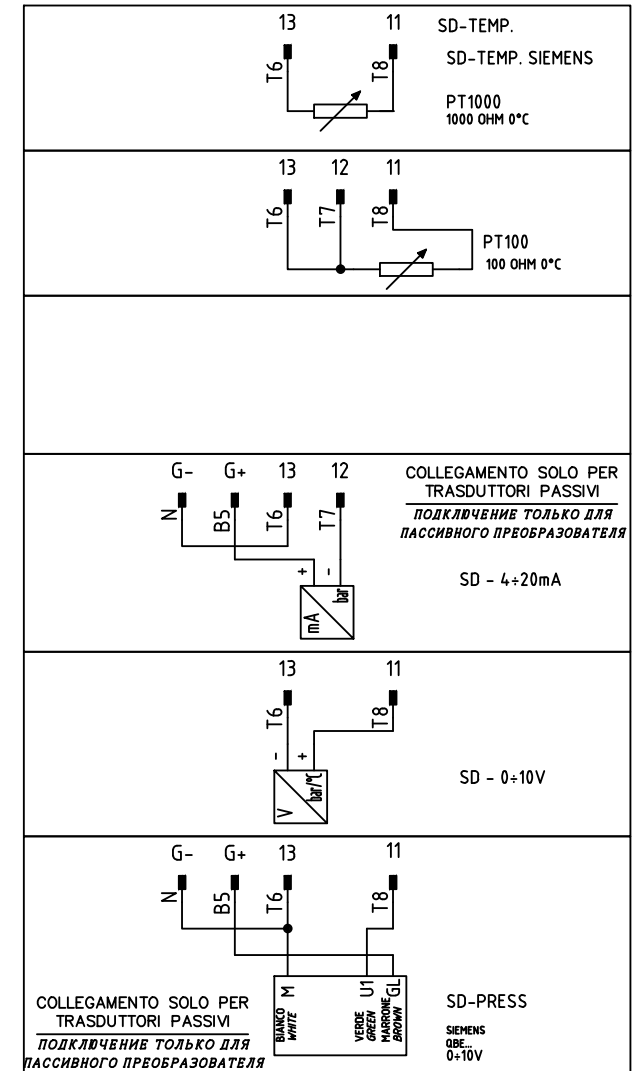 13 11 SD-TEMP.
T6 T8 SD-TEMP. SIEMENS
PT1000
1000 OHM 0°C
13 12 11
T6 T7 T8
PT100
100 OHM 0°C
G- G+ 13 12
N B5 T6 T7
COLLEGAMENTO SOLO PER
TRASDUTTORI PASSIVI
ПОДКЛЮЧЕНИЕ ТОЛЬКО ДЛЯ
ПАССИВНОГО ПРЕОБРАЗОВАТЕЛЯ
+ -
mA bar
SD - 4÷20mA
13 11
T6 T8
- +
V bar/°C
SD - 0÷10V
G- G+ 13 11
N B5 T6 T8
M U1 GL
BIANCO
WHITE
VERDE
GREEN
MARRONE
BROWN
SD-PRESS
SIEMENS
QBE...
0÷10V
COLLEGAMENTO SOLO PER
TRASDUTTORI PASSIVI
ПОДКЛЮЧЕНИЕ ТОЛЬКО ДЛЯ
ПАССИВНОГО ПРЕОБРАЗОВАТЕЛЯ